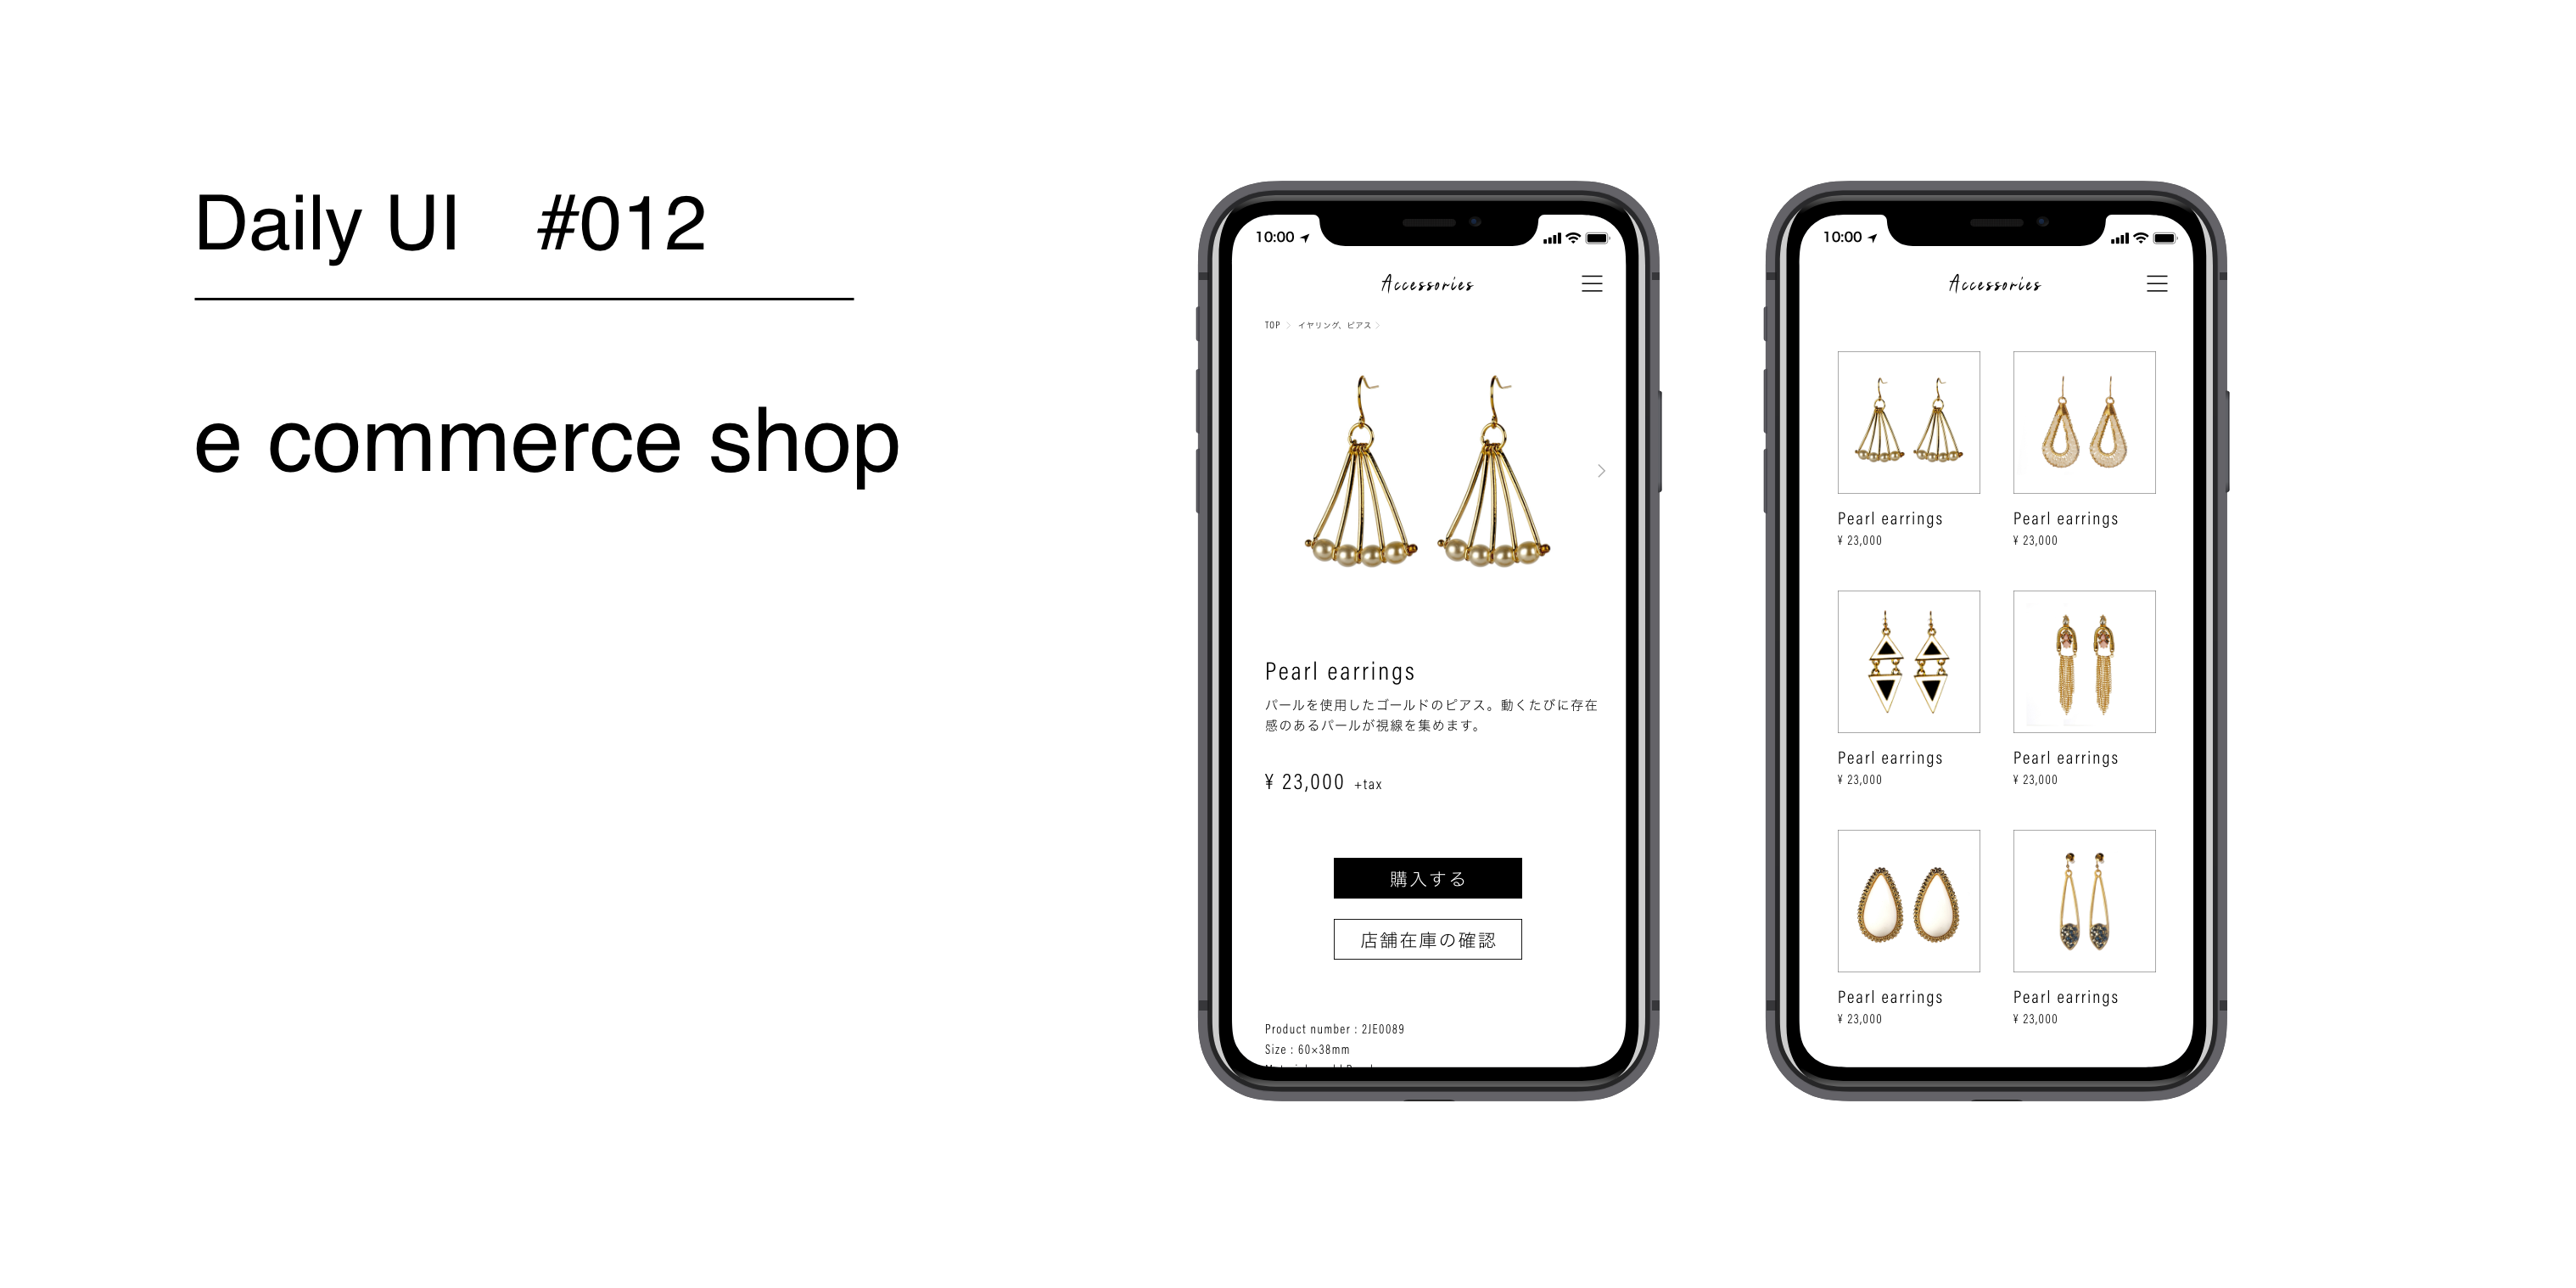 Daily UI #012
e commerce shop
10:00
Accessories
TOP > イヤリング、ピアス >
Pearl earrings
パールを使用したゴールドのピアス。動くたびに存在
感のあるパールが視線を集めます。
¥ 23,000 +tax
購入する
店舗在庫の確認
Product number : 2JE0089
Size : 60×38mm
10:00
Accessories
Pearl earrings
¥ 23,000
Pearl earrings
¥ 23,000
Pearl earrings
¥ 23,000
Pearl earrings
¥ 23,000
Pearl earrings
¥ 23,000
Pearl earrings
¥ 23,000